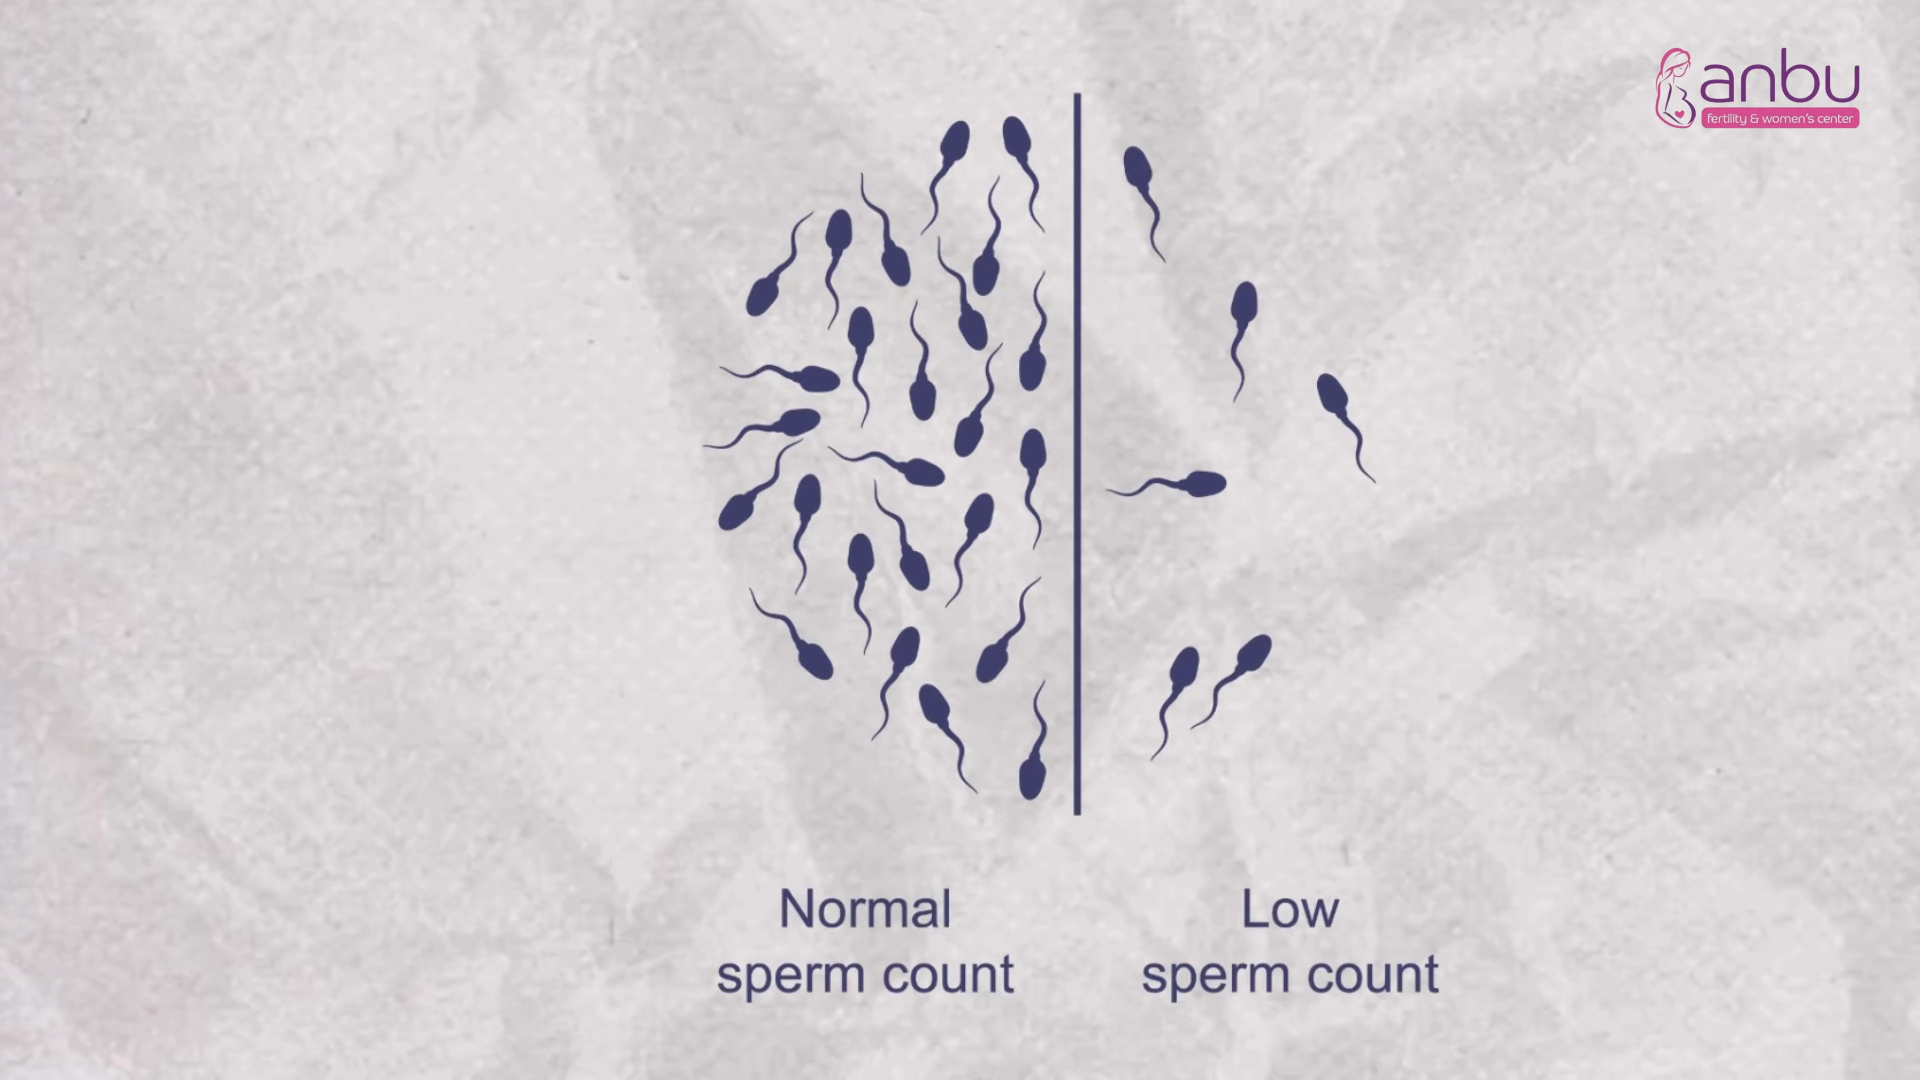 anbu
fertility & women's center
Normal
sperm count
Low
sperm count